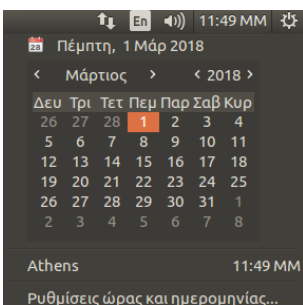 En 11:49 ΜΜ
28 Πέμπτη, 1 Μάρ 2018
‹ Μάρτιος › ‹ 2018 ›
Δευ Τρι Τετ Πεμ Παρ Σαβ Κυρ
26 27 28 1 2 3 4
5 6 7 8 9 10 11
12 13 14 15 16 17 18
19 20 21 22 23 24 25
26 27 28 29 30 31 1
2 3 4 5 6 7 8
Athens 11:49 ΜΜ
Ρυθμίσεις ώρας και ημερομηνίας...